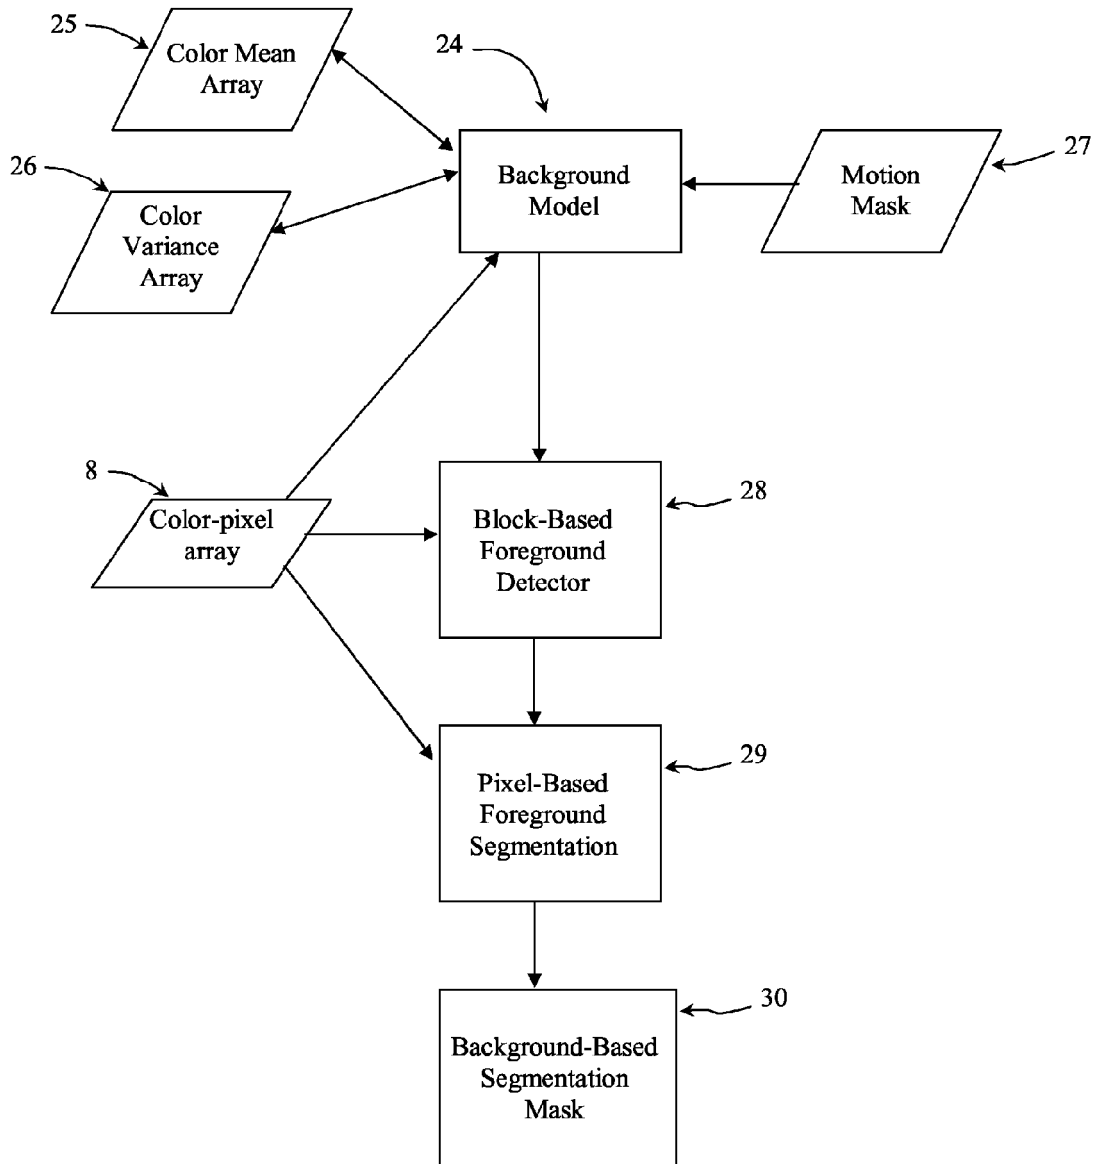 25
Color Mean
Array
24
26
Color
Variance
Array
Background
Model
Motion
Mask
27
8
Color-pixel
array
Block-Based
Foreground
Detector
28
Pixel-Based
Foreground
Segmentation
29
Background-Based
Segmentation
Mask
30